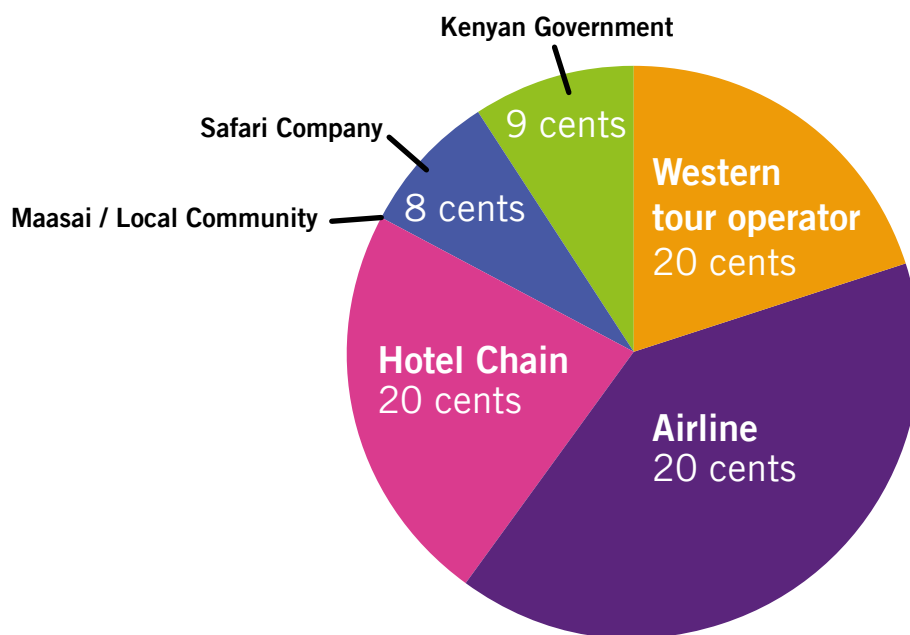 Kenyan Government
9 cents
Safari Company
8 cents
Maasai / Local Community
Western
tour operator
20 cents
Hotel Chain
20 cents
Airline
20 cents